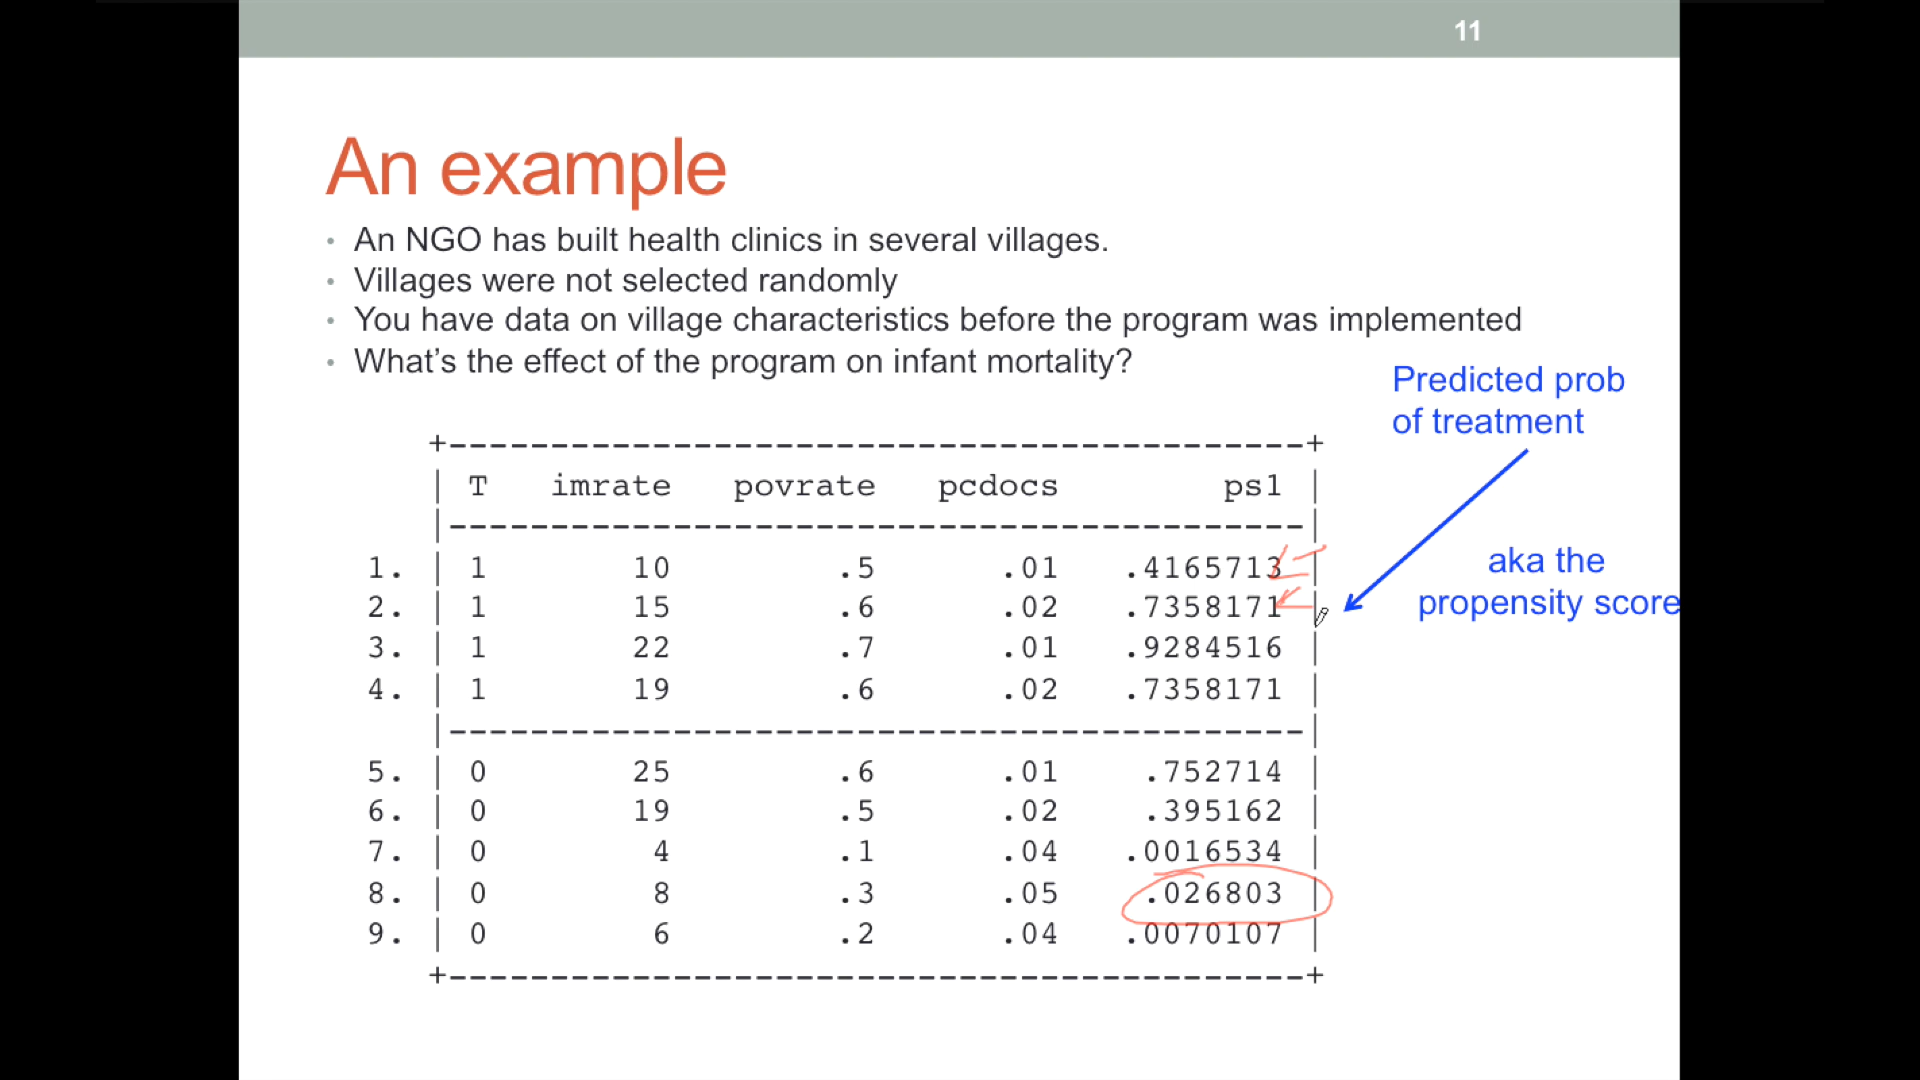 11
An example
• An NGO has built health clinics in several villages.
• Villages were not selected randomly
• You have data on village characteristics before the program was implemented
• What's the effect of the program on infant mortality?
Predicted prob
of treatment
aka the
propensity score
+------------------------------------------+
| T imrate povrate pcdocs ps1 |
|------------------------------------------|
1. | 1 10 .5 .01 .4165713 |
2. | 1 15 .6 .02 .7358171 |
3. | 1 22 .7 .01 .9284516 |
4. | 1 19 .6 .02 .7358171 |
|------------------------------------------|
5. | 0 25 .6 .01 .752714 |
6. | 0 19 .5 .02 .395162 |
7. | 0 4 .1 .04 .0016534 |
8. | 0 8 .3 .05 .026803 |
9. | 0 6 .2 .04 .0070107 |
+------------------------------------------+